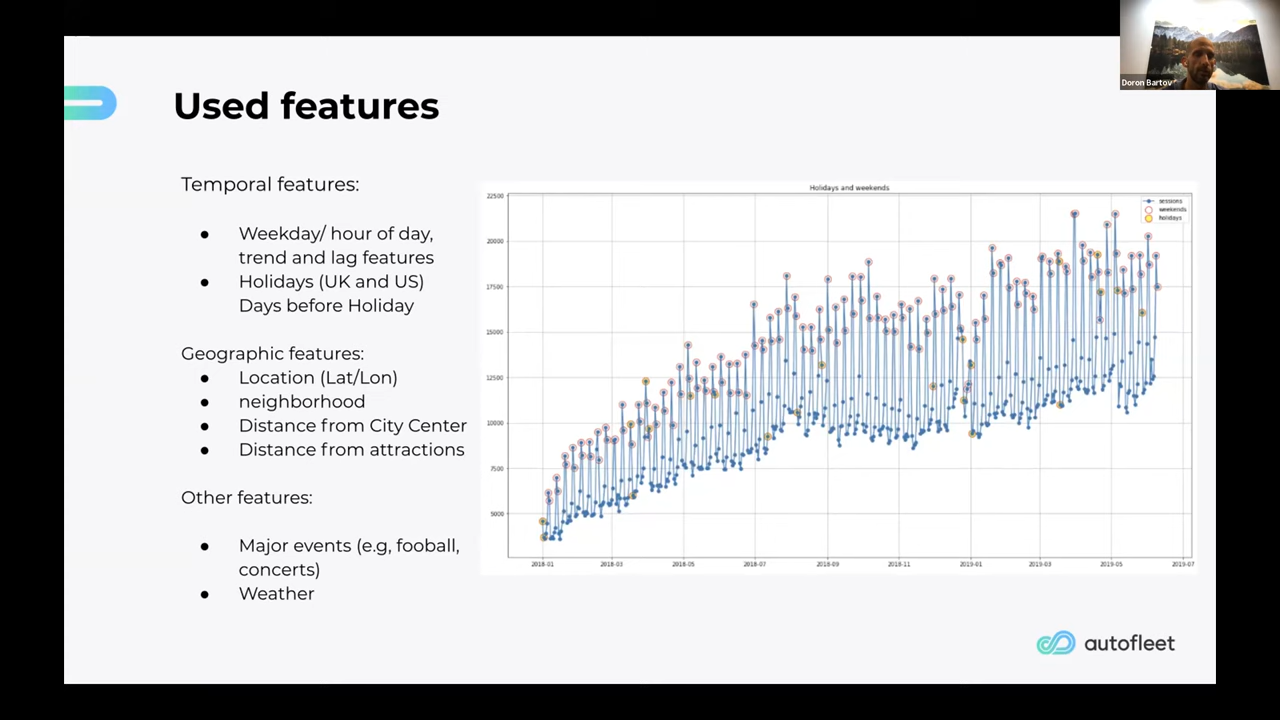 Doron Bartov
Used features
Temporal features:
● Weekday/ hour of day,
trend and lag features
● Holidays (UK and US)
Days before Holiday
Geographic features:
● Location (Lat/Lon)
● neighborhood
● Distance from City Center
● Distance from attractions
Other features:
● Major events (e.g, fooball,
concerts)
● Weather
Holidays and weekends
sessions
weekends
holidays
22500
20000
17500
15000
12500
10000
7500
5000
2018-01 2018-03 2018-05 2018-07 2018-09 2018-11 2019-01 2019-03 2019-05 2019-07
autofleet